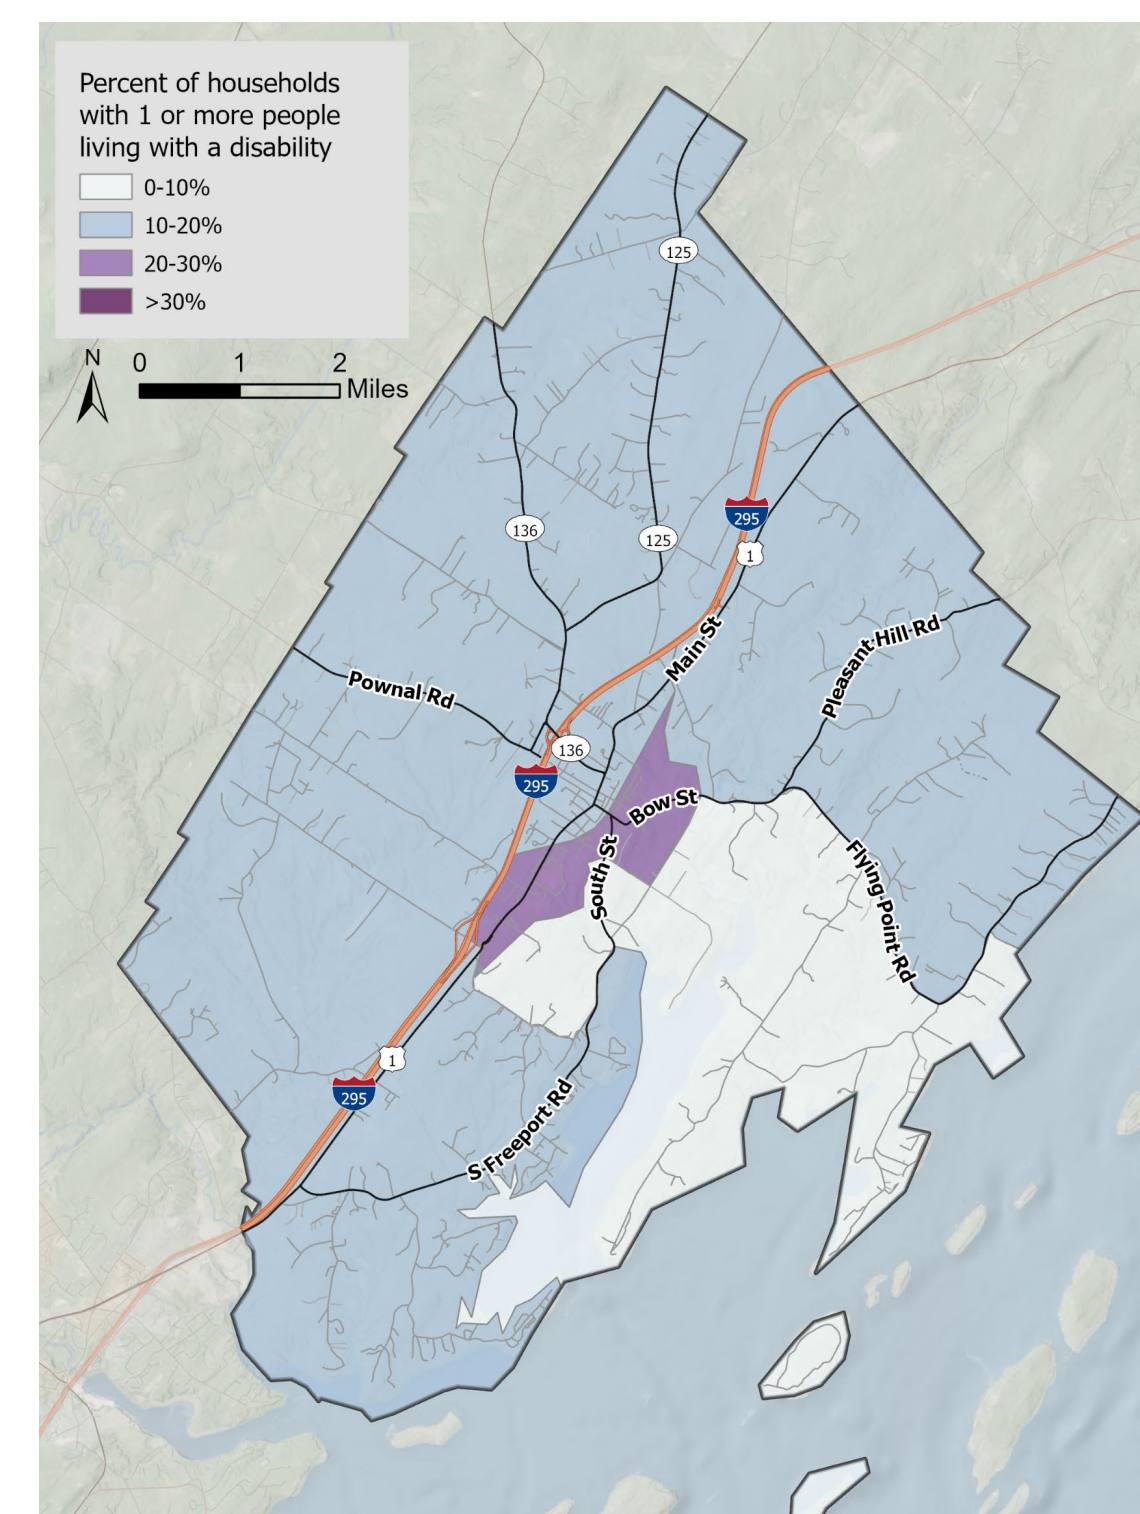 Percent of households
with 1 or more people
living with a disability
0-10%
10-20%
20-30%
>30%
N
0 1 2
Miles
125
136
125
295
1
Main St
Pleasant Hill Rd
Pownal Rd
136
295
Bow St
South St
Flying Point Rd
1
295
S Freeport Rd